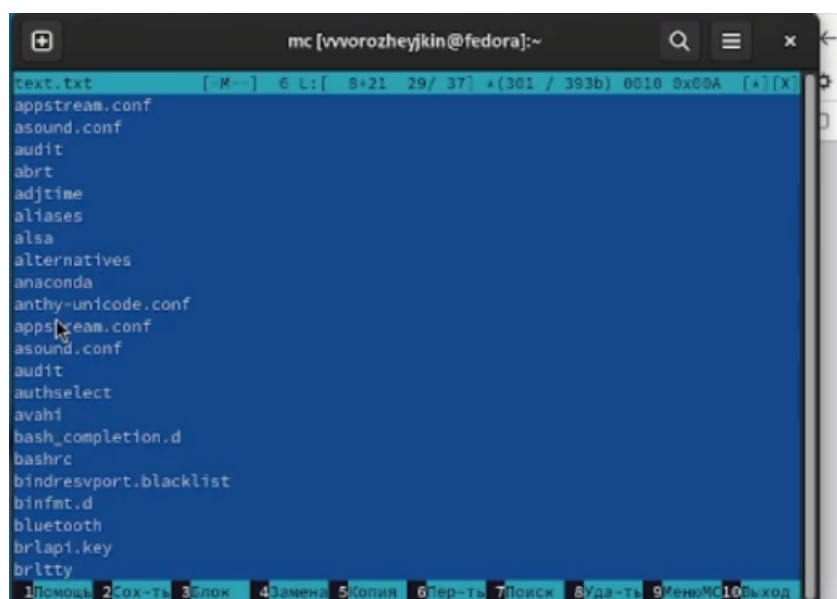 mc [vvvorozheyjkin@fedora]:~
text.txt [-M--] 6 L:[ 8+21 29/ 37] *(301 / 393b) 0010 0x00A [*][X]
appstream.conf
asound.conf
audit
abrt
adjtime
aliases
alsa
alternatives
anaconda
anthy-unicode.conf
appstream.conf
asound.conf
audit
authselect
avahi
bash_completion.d
bashrc
bindresvport.blacklist
binfmt.d
bluetooth
brlapi.key
brltty
1Помощь 2Сох-ть 3Блок 4Замена 5Копия 6Пер-ть 7Поиск 8Уда-ть 9МенюMC 10Выход